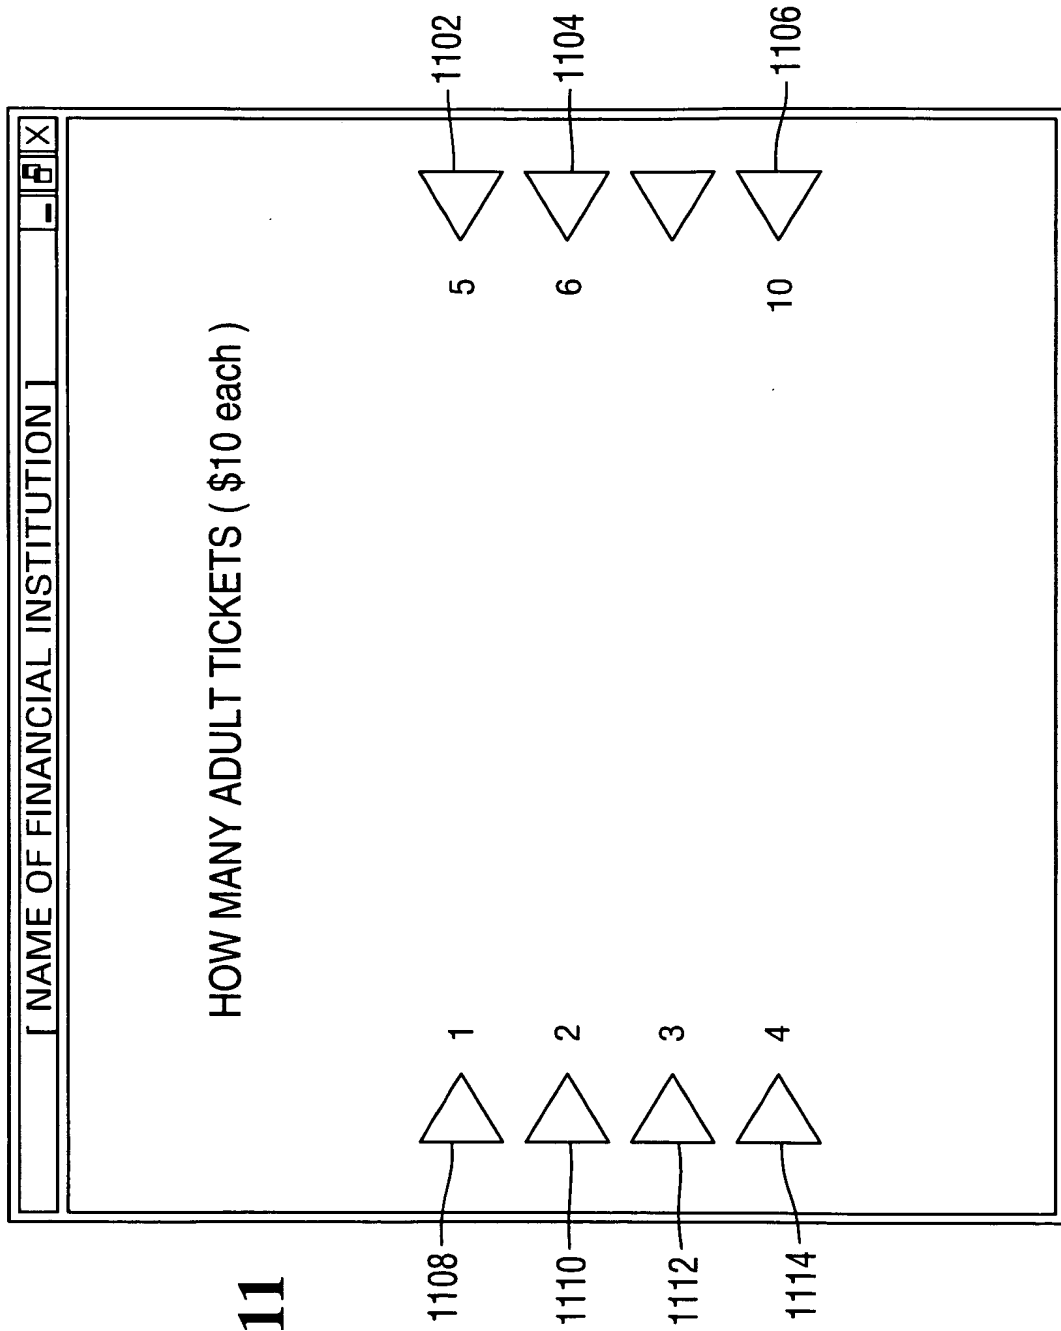 [ NAME OF FINANCIAL INSTITUTION ]
HOW MANY ADULT TICKETS ( $10 each )
1108 1 5 1102
1110 2 6 1104
1112 3
1114 4 10 1106
11